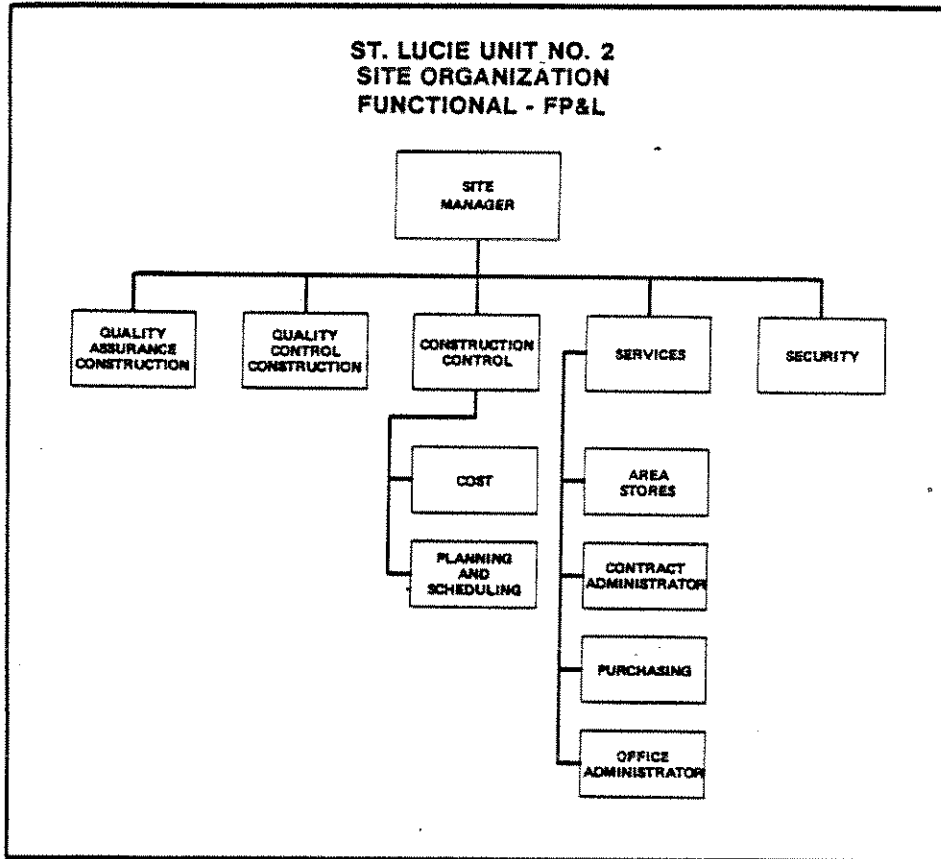 ST. LUCIE UNIT NO. 2
SITE ORGANIZATION
FUNCTIONAL - FP&L
SITE
MANAGER
QUALITY
ASSURANCE
CONSTRUCTION
QUALITY
CONTROL
CONSTRUCTION
CONSTRUCTION
CONTROL
SERVICES
SECURITY
COST
PLANNING
AND
SCHEDULING
AREA
STORES
CONTRACT
ADMINISTRATOR
PURCHASING
OFFICE
ADMINISTRATOR